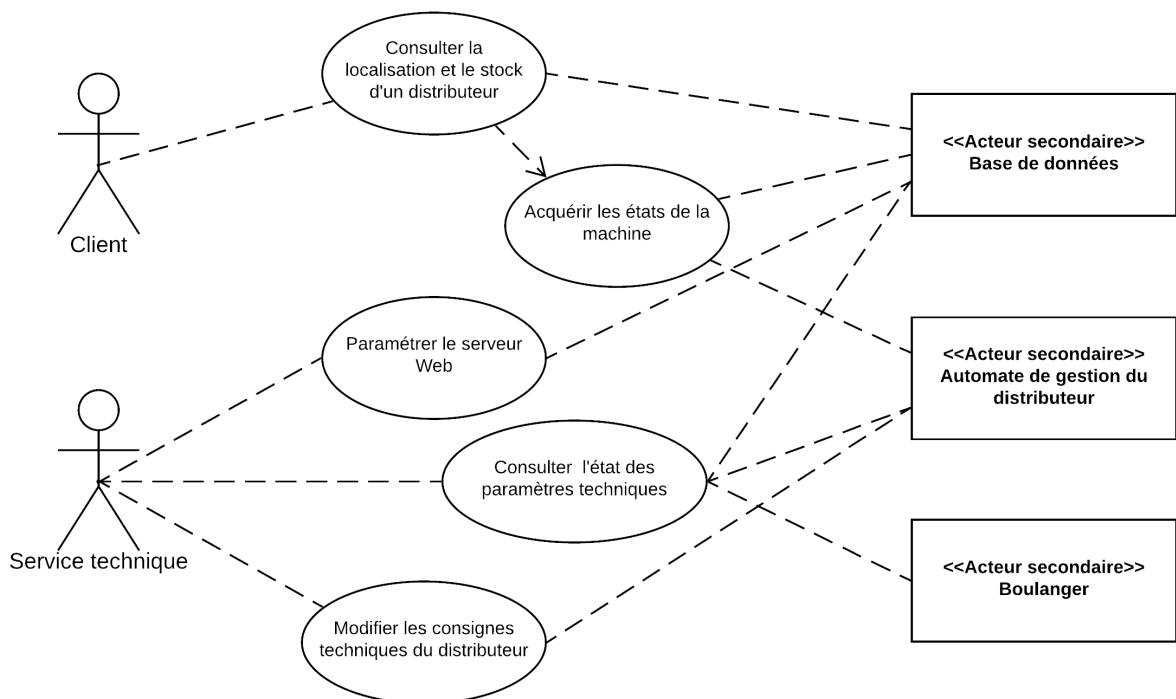 Consulter la
localisation et le stock
d'un distributeur
Client
<<Acteur secondaire>>
Base de données
Acquérir les états de la
machine
Paramétrer le serveur
Web
<<Acteur secondaire>>
Automate de gestion du
distributeur
Service technique
Consulter l'état des
paramètres techniques
<<Acteur secondaire>>
Boulanger
Modifier les consignes
techniques du distributeur